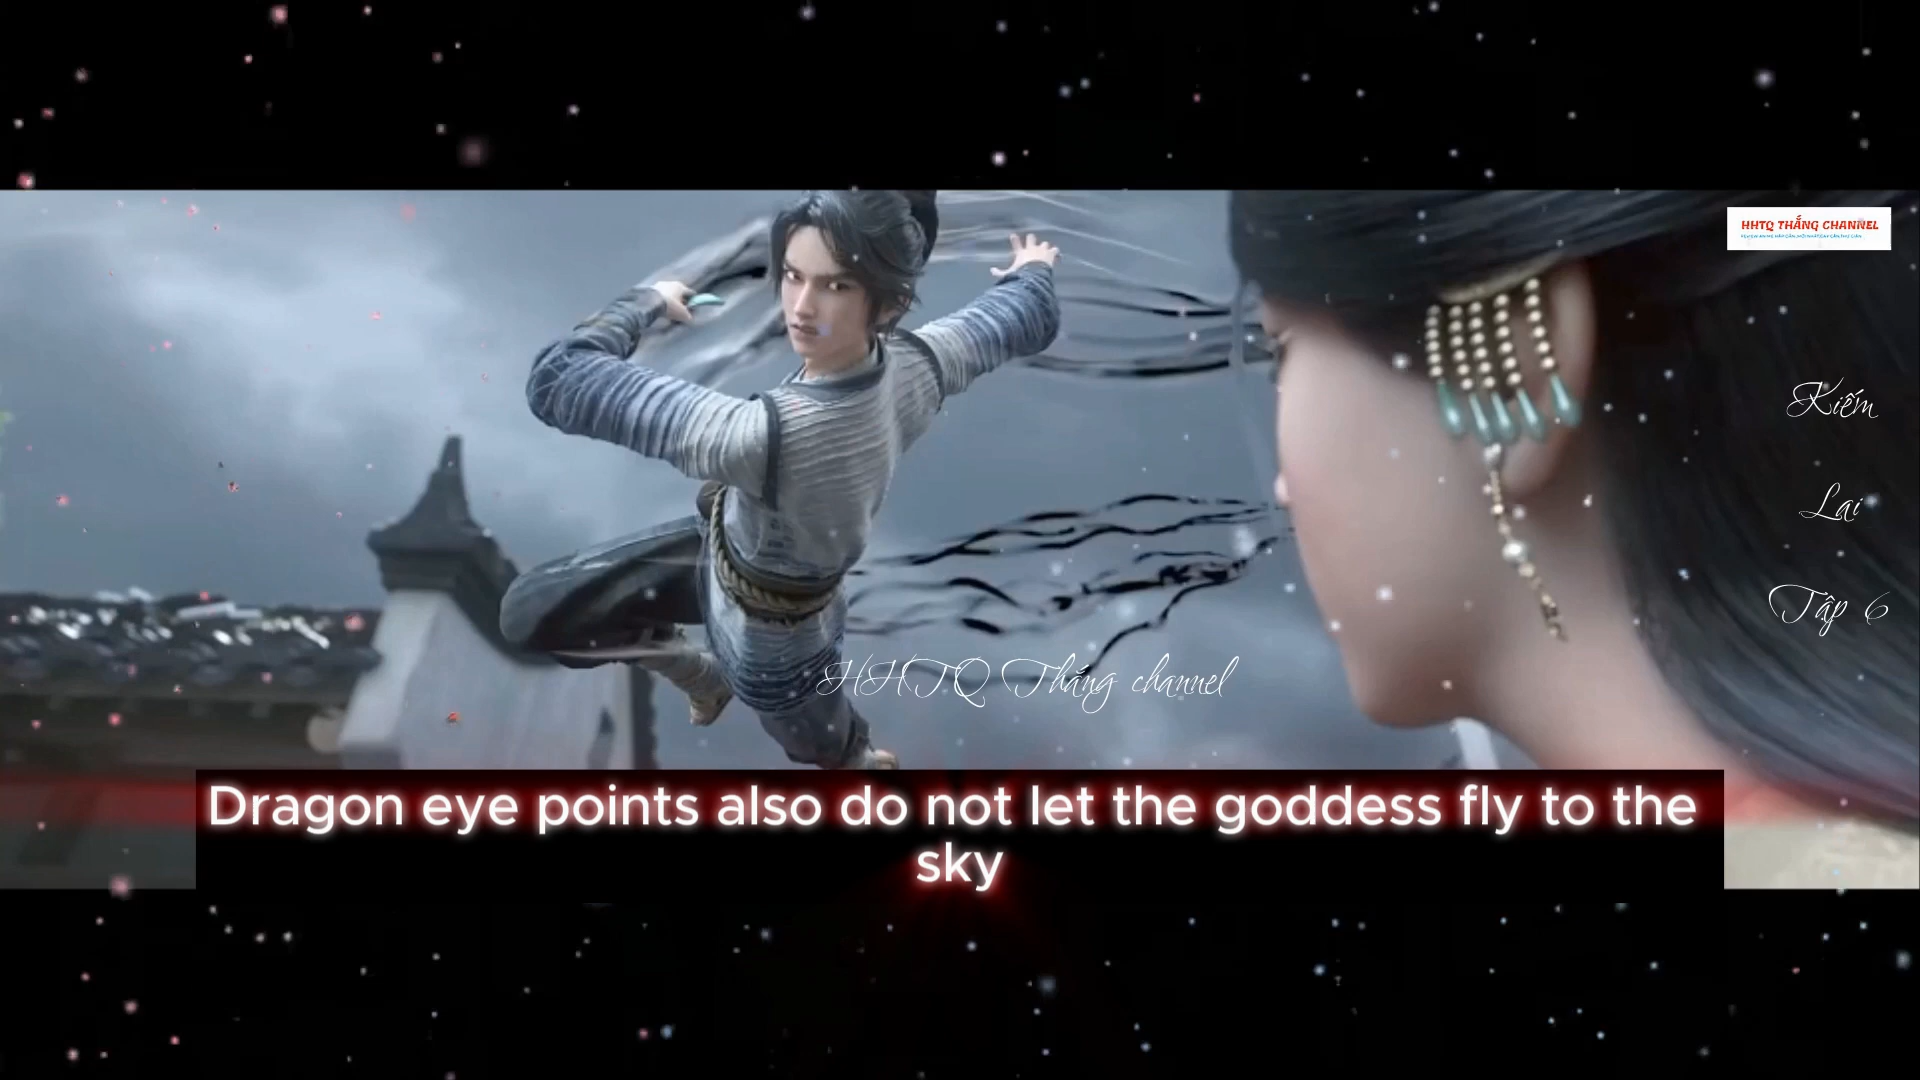 HHTQ THẮNG CHANNEL
Kiếm
Lai
Tập 6
HHTQ Thắng channel
Dragon eye points also do not let the goddess fly to the
sky